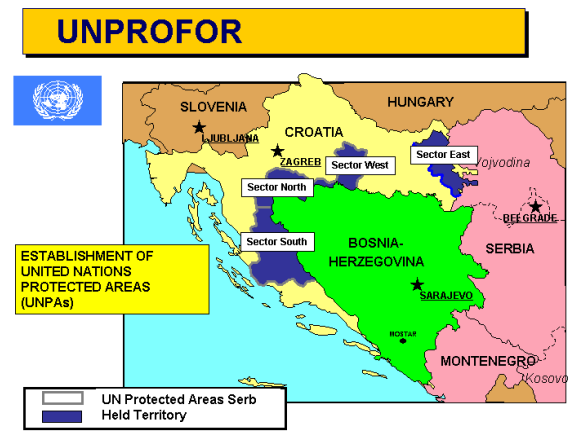 UNPROFOR
HUNGARY
SLOVENIA
LJUBLJANA
CROATIA
ZAGREB
Sector West
Sector East
Vojvodina
Sector North
BELGRADE
Sector South
BOSNIA-
HERZEGOVINA
SERBIA
ESTABLISHMENT OF
UNITED NATIONS
PROTECTED AREAS
(UNPAs)
SARAJEVO
MOSTAR
MONTENEGRO
Kosovo
UN Protected Areas Serb
Held Territory